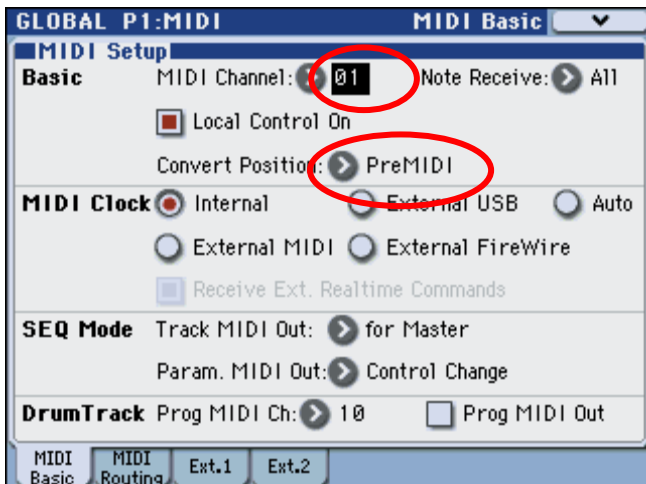 GLOBAL P1:MIDI MIDI Basic
MIDI Setup
Basic MIDI Channel: 01 Note Receive: All
Local Control On
Convert Position: PreMIDI
MIDI Clock Internal External USB Auto
External MIDI External FireWire
Receive Ext. Realtime Commands
SEQ Mode Track MIDI Out: for Master
Param. MIDI Out: Control Change
DrumTrack Prog MIDI Ch: 10 Prog MIDI Out
MIDI Basic MIDI Routing Ext.1 Ext.2